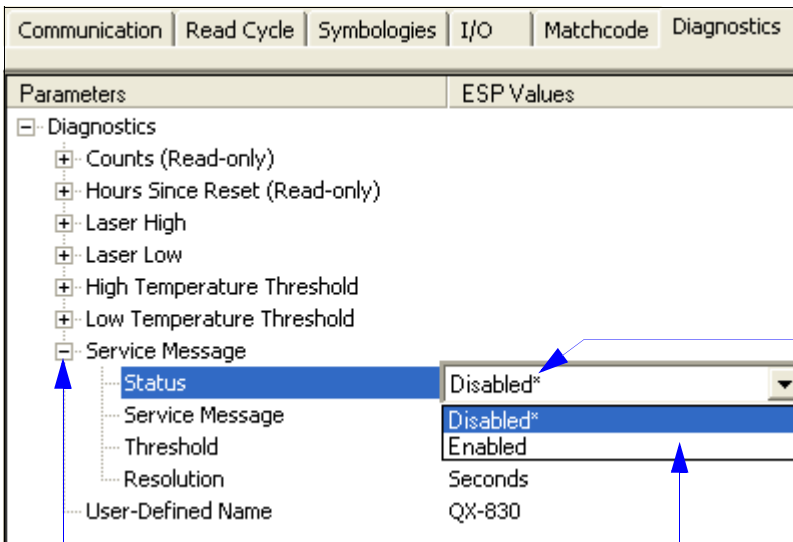 Communication Read Cycle Symbologies I/O Matchcode Diagnostics
Parameters ESP Values
Diagnostics
Counts (Read-only)
Hours Since Reset (Read-only)
Laser High
Laser Low
High Temperature Threshold
Low Temperature Threshold
Service Message
Status Disabled*
Service Message Disabled*
Threshold Enabled
Resolution Seconds
User-Defined Name QX-830